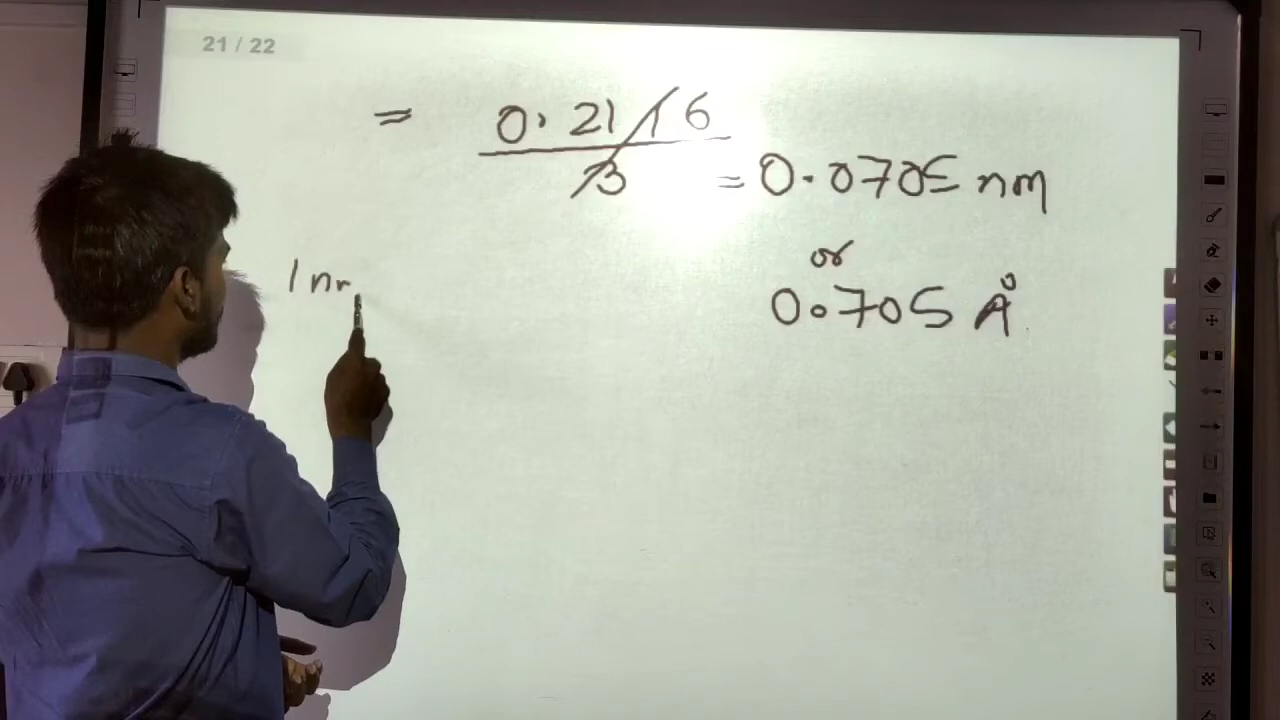 21 / 22
= 0.2116
3
= 0.0705 nm
or
0.705 Å
1 nm